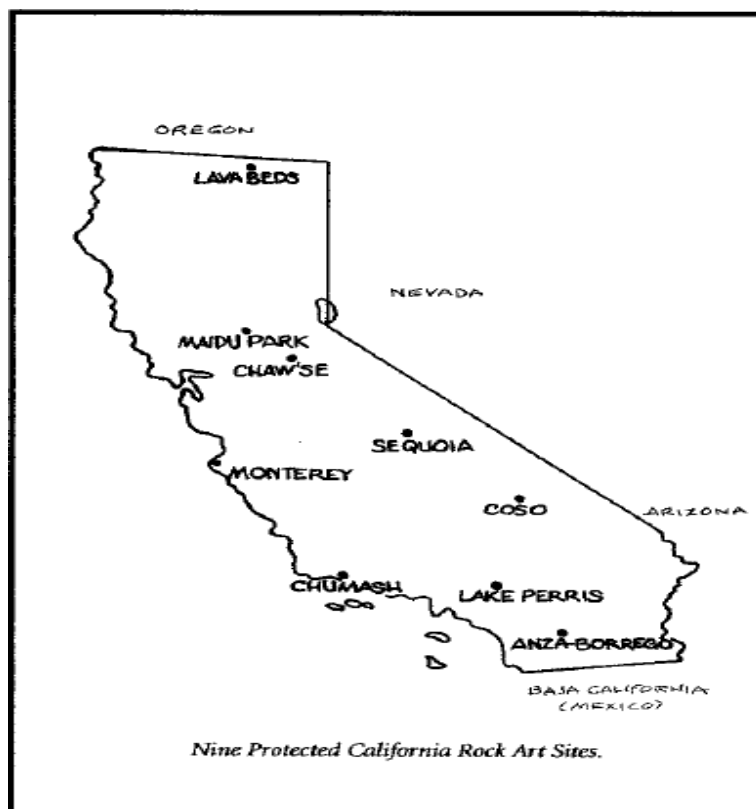 OREGON
LAVA BEDS
NEVADA
MAIDU PARK
CHAW'SE
SEQUOIA
MONTEREY
COSO
ARIZONA
CHUMASH
LAKE PERRIS
ANZA-BORREGO
BAJA CALIFORNIA
(MEXICO)
Nine Protected California Rock Art Sites.